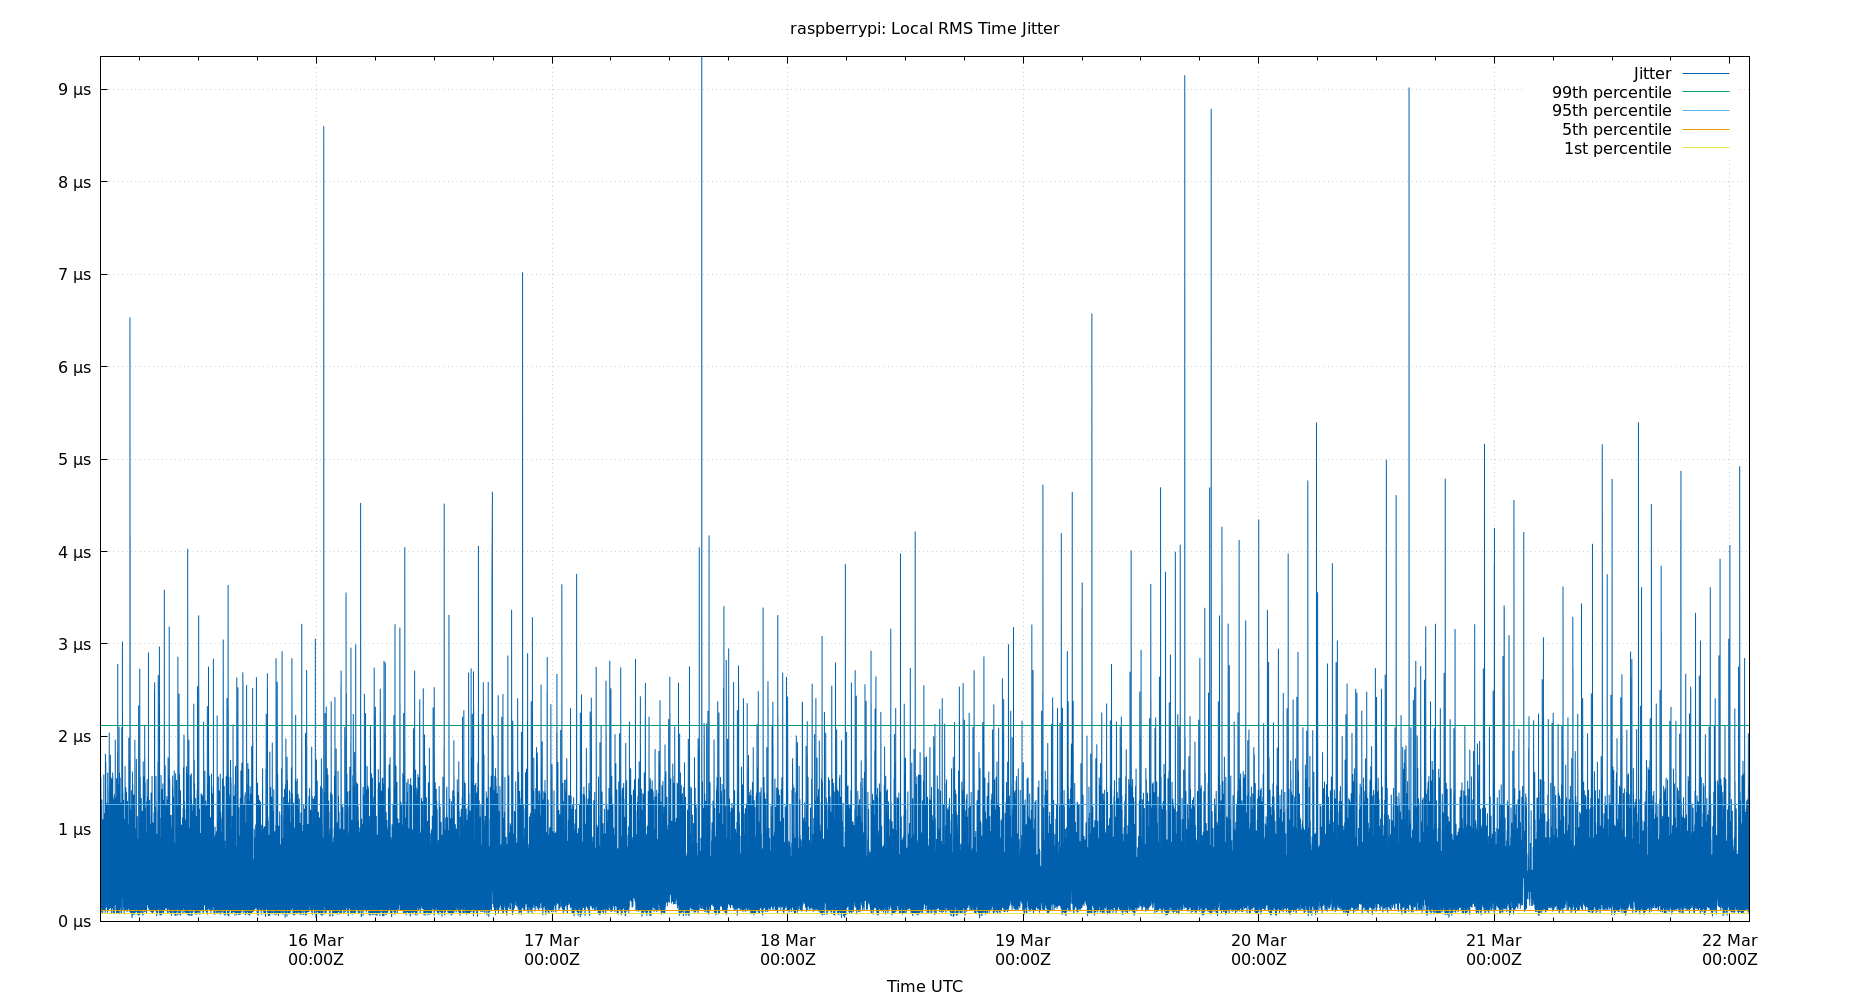 raspberrypi: Local RMS Time Jitter
9 µs
8 µs
7 µs
6 µs
5 µs
4 µs
3 µs
2 µs
1 µs
0 µs
Jitter
99th percentile
95th percentile
5th percentile
1st percentile
16 Mar 17 Mar 18 Mar 19 Mar 20 Mar 21 Mar 22 Mar
00:00Z 00:00Z 00:00Z 00:00Z 00:00Z 00:00Z 00:00Z
Time UTC